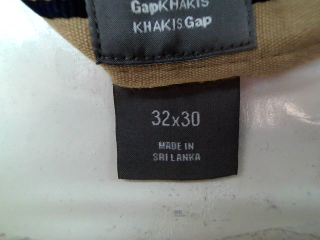 GapKHAKIS
KHAKISGap
32x30
MADE IN
SRI LANKA